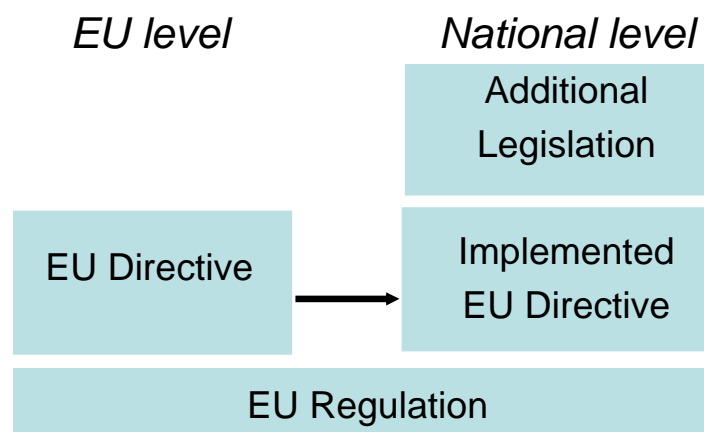 EU level
National level
Additional
Legislation
EU Directive
Implemented
EU Directive
EU Regulation